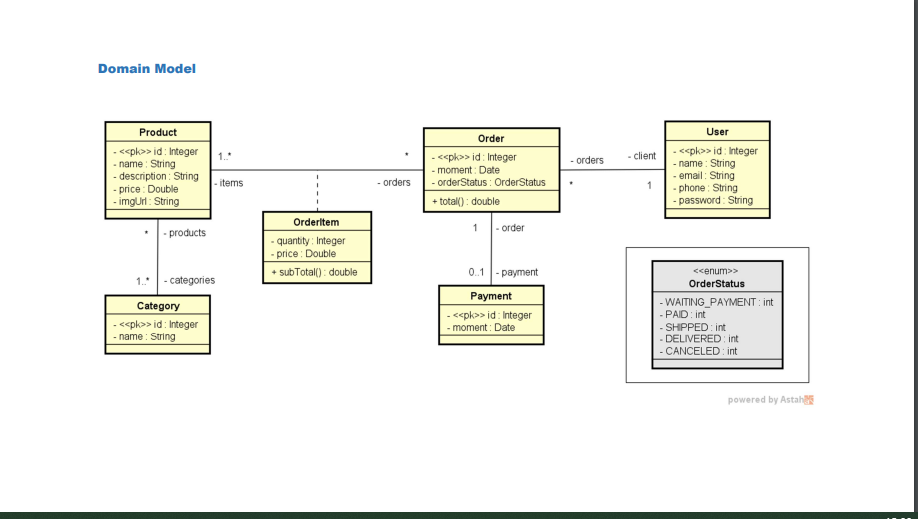 Domain Model
Product
- <<pk>> id : Integer
- name : String
- description : String
- price : Double
- imgUrl : String
1..*
- items
*
- orders
Order
- <<pk>> id : Integer
- moment : Date
- orderStatus : OrderStatus
+ total() : double
- orders
*
- client
1
User
- <<pk>> id : Integer
- name : String
- email : String
- phone : String
- password : String
OrderItem
- quantity : Integer
- price : Double
+ subTotal() : double
* - products
1..* - categories
Category
- <<pk>> id : Integer
- name : String
1 - order
0..1 - payment
Payment
- <<pk>> id : Integer
- moment : Date
<<enum>>
OrderStatus
- WAITING_PAYMENT : int
- PAID : int
- SHIPPED : int
- DELIVERED : int
- CANCELED : int
powered by Astah